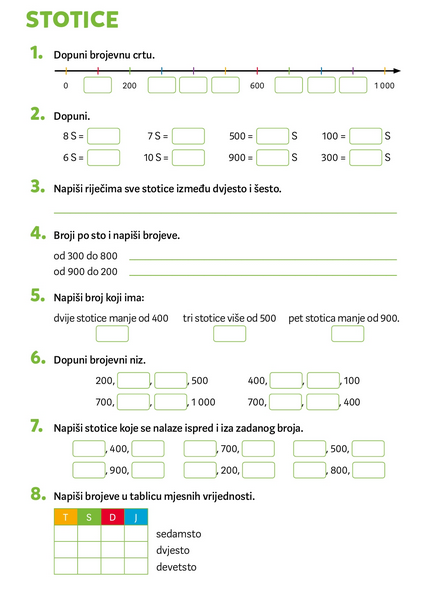 STOTICE
1. Dopuni brojevnu crtu.
0 200 600 1 000
2. Dopuni.
8 S = 7 S = 500 = S 100 = S
6 S = 10 S = 900 = S 300 = S
3. Napiši riječima sve stotice između dvjesto i šesto.
4. Broji po sto i napiši brojeve.
od 300 do 800
od 900 do 200
5. Napiši broj koji ima:
dvije stotice manje od 400 tri stotice više od 500 pet stotica manje od 900.
6. Dopuni brojevni niz.
200, , , 500 400, , , 100
700, , , 1 000 700, , , 400
7. Napiši stotice koje se nalaze ispred i iza zadanog broja.
, 400, , 700, , 500,
, 900, , 200, , 800,
8. Napiši brojeve u tablicu mjesnih vrijednosti.
T S D J
sedamsto
dvjesto
devetsto